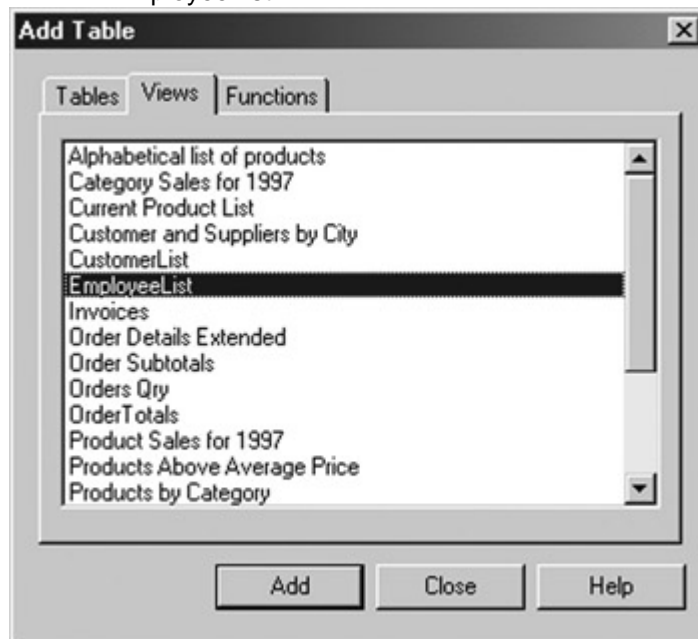 Add Table
Tables Views Functions
Alphabetical list of products
Category Sales for 1997
Current Product List
Customer and Suppliers by City
CustomerList
EmployeeList
Invoices
Order Details Extended
Order Subtotals
Orders Qry
OrderTotals
Product Sales for 1997
Products Above Average Price
Products by Category
Add Close Help